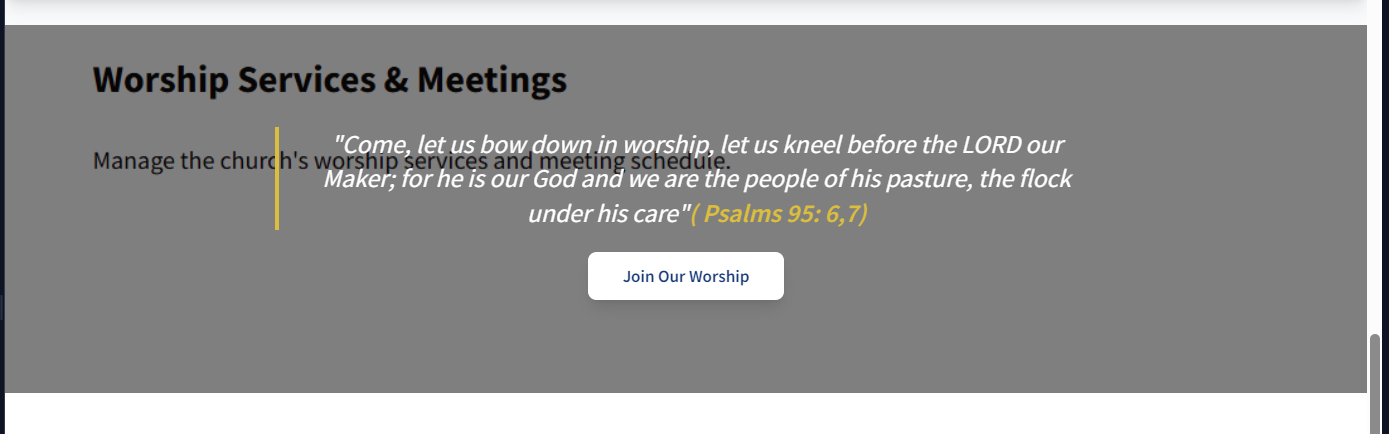 Worship Services & Meetings
"Come, let us bow down in worship, let us kneel before the LORD our
Manage the church's worship services and meeting schedule.
Maker; for he is our God and we are the people of his pasture, the flock
under his care"( Psalms 95: 6,7)
Join Our Worship